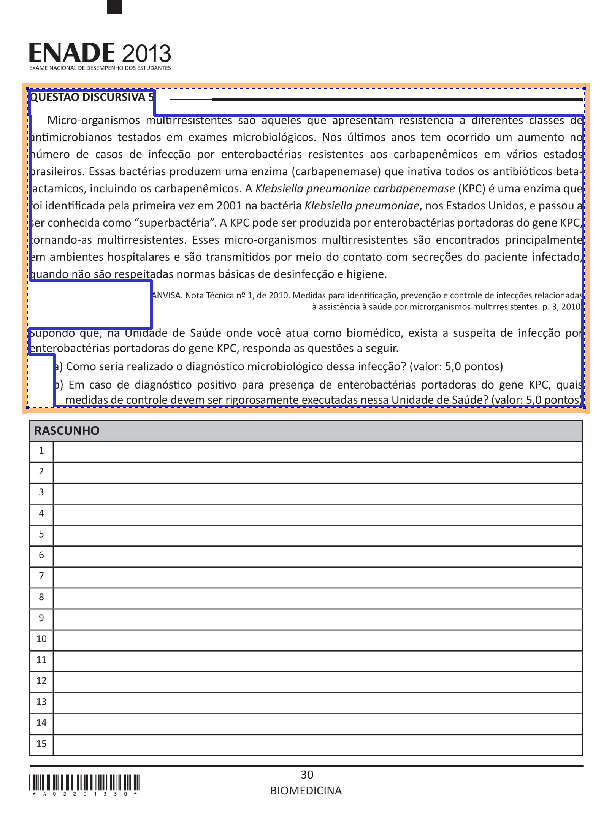 ENADE 2013
EXAME NACIONAL DE DESEMPENHO DOS ESTUDANTES
QUESTÃO DISCURSIVA 5
Micro-organismos multirresistentes são aqueles que apresentam resistência a diferentes classes de
antimicrobianos testados em exames microbiológicos. Nos últimos anos tem ocorrido um aumento no
número de casos de infecção por enterobactérias resistentes aos carbapenêmicos em vários estados
brasileiros. Essas bactérias produzem uma enzima (carbapenemase) que inativa todos os antibióticos beta-
lactamicos, incluindo os carbapenêmicos. A Klebsiella pneumoniae carbapenemase (KPC) é uma enzima que
foi identificada pela primeira vez em 2001 na bactéria Klebsiella pneumoniae, nos Estados Unidos, e passou a
ser conhecida como “superbactéria”. A KPC pode ser produzida por enterobactérias portadoras do gene KPC,
tornando-as multirresistentes. Esses micro-organismos multirresistentes são encontrados principalmente
em ambientes hospitalares e são transmitidos por meio do contato com secreções do paciente infectado,
quando não são respeitadas normas básicas de desinfecção e higiene.
ANVISA. Nota Técnica nº 1, de 2010. Medidas para identificação, prevenção e controle de infecções relacionadas
à assistência à saúde por microrganismos multirresistentes. p. 3, 2010.
Supondo que, na Unidade de Saúde onde você atua como biomédico, exista a suspeita de infecção por
enterobactérias portadoras do gene KPC, responda as questões a seguir.
a) Como seria realizado o diagnóstico microbiológico dessa infecção? (valor: 5,0 pontos)
b) Em caso de diagnóstico positivo para presença de enterobactérias portadoras do gene KPC, quais
medidas de controle devem ser rigorosamente executadas nessa Unidade de Saúde? (valor: 5,0 pontos)
RASCUNHO
1
2
3
4
5
6
7
8
9
10
11
12
13
14
15
30
BIOMEDICINA